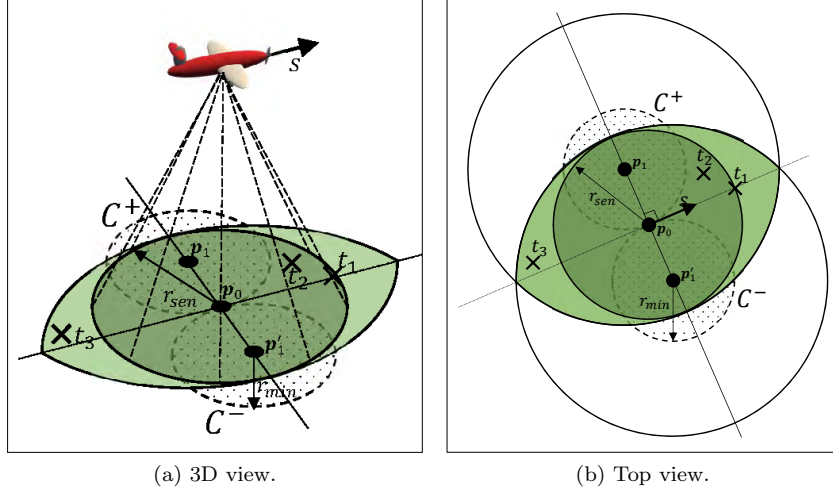 s
C⁺
p₁
t₂
t₁
r_sen
p₀
t₃
p′₁
r_min
C⁻
(a) 3D view.
C⁺
p₁
t₂
t₁
r_sen
s
p₀
t₃
p′₁
r_min
C⁻
(b) Top view.